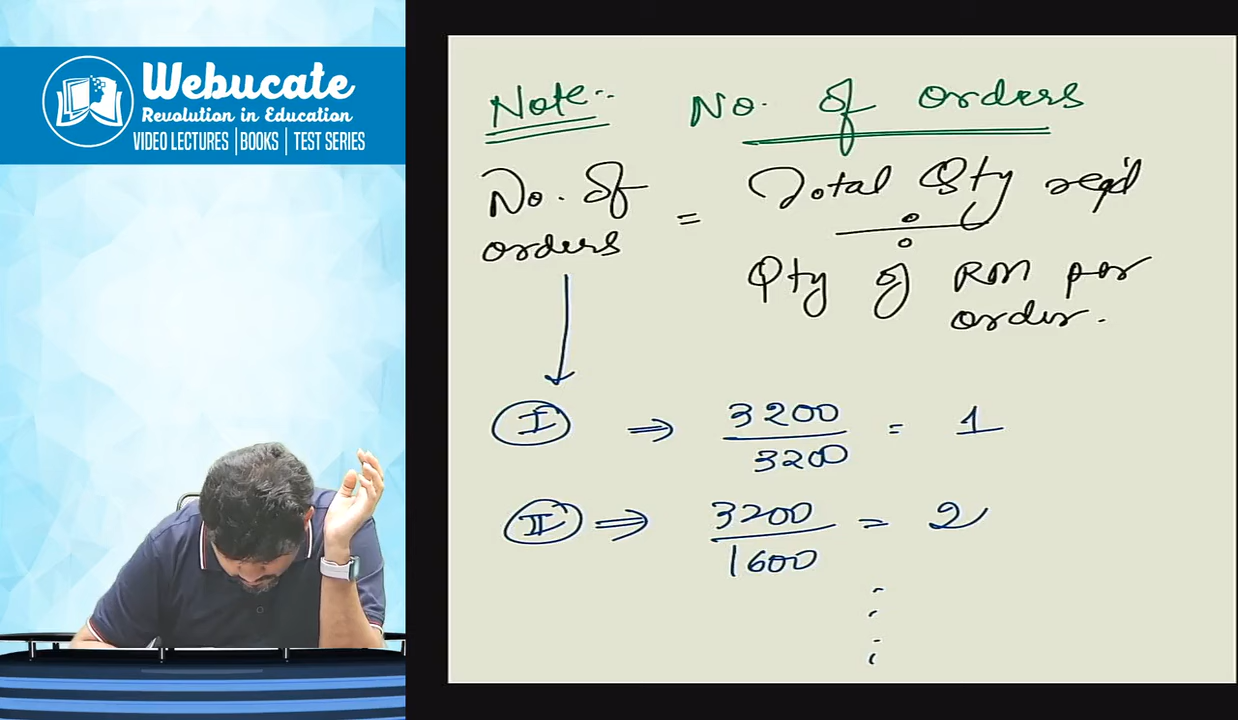 Webucate
Revolution in Education
VIDEO LECTURES | BOOKS | TEST SERIES
Note:- No. of orders
No. of orders = Total Qty req'd ÷ Qty of RM per order.
I ⇒ 3200 / 3200 = 1
II ⇒ 3200 / 1600 = 2